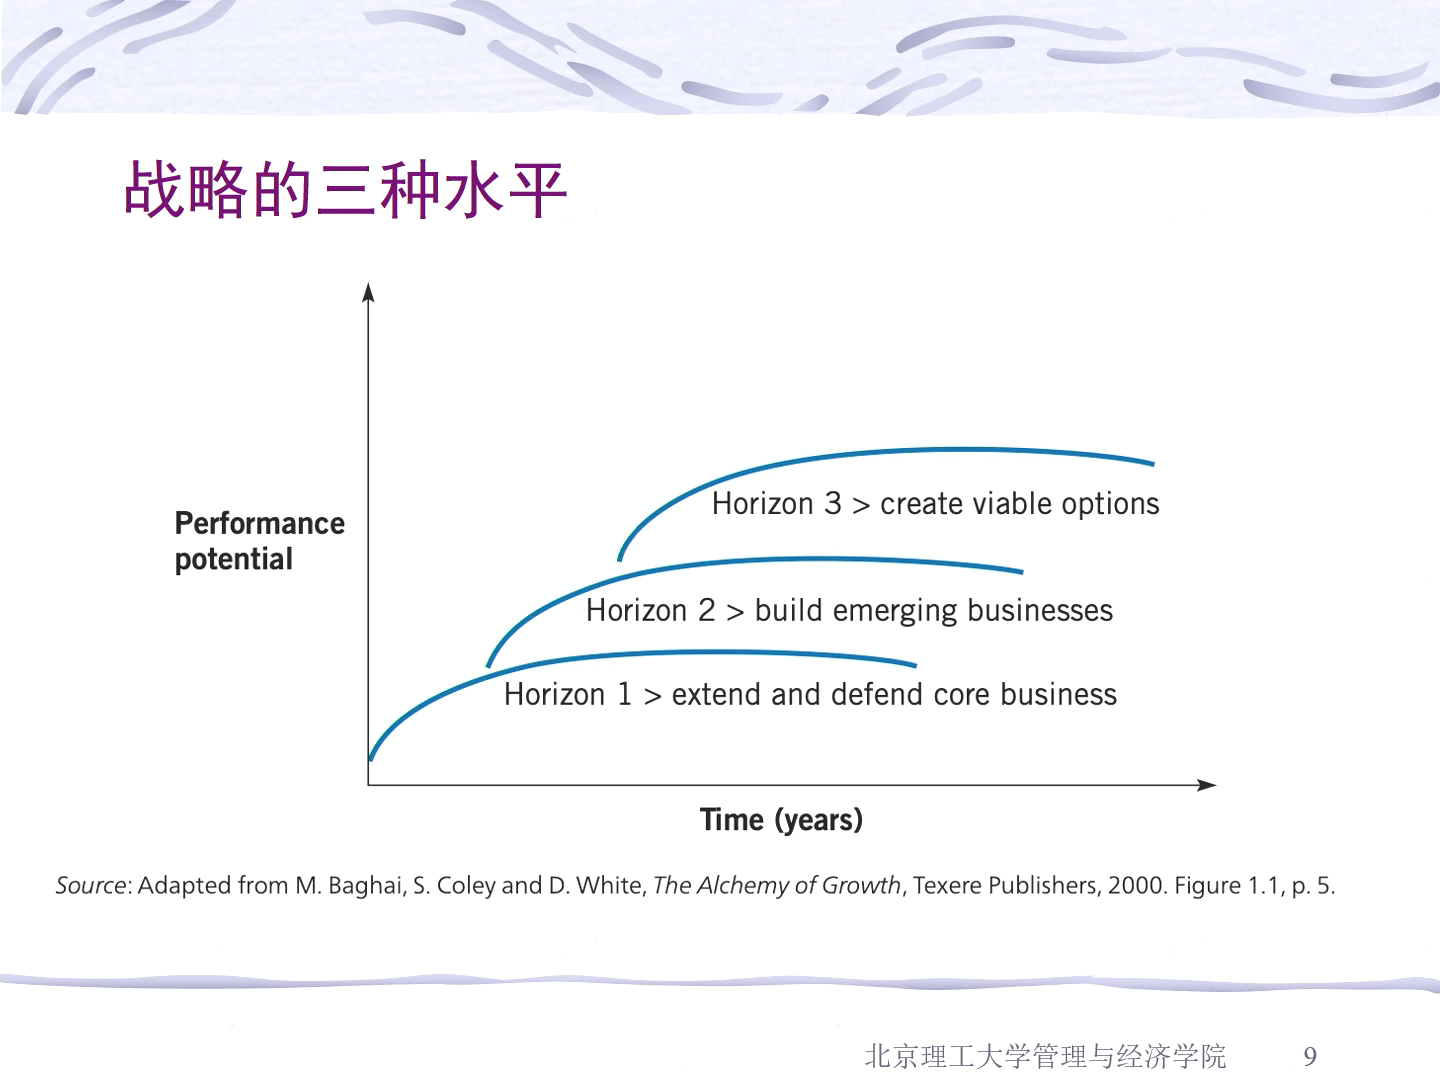 战略的三种水平
Performance
potential
Horizon 3 > create viable options
Horizon 2 > build emerging businesses
Horizon 1 > extend and defend core business
Time (years)
Source: Adapted from M. Baghai, S. Coley and D. White, The Alchemy of Growth, Texere Publishers, 2000. Figure 1.1, p. 5.
北京理工大学管理与经济学院 9